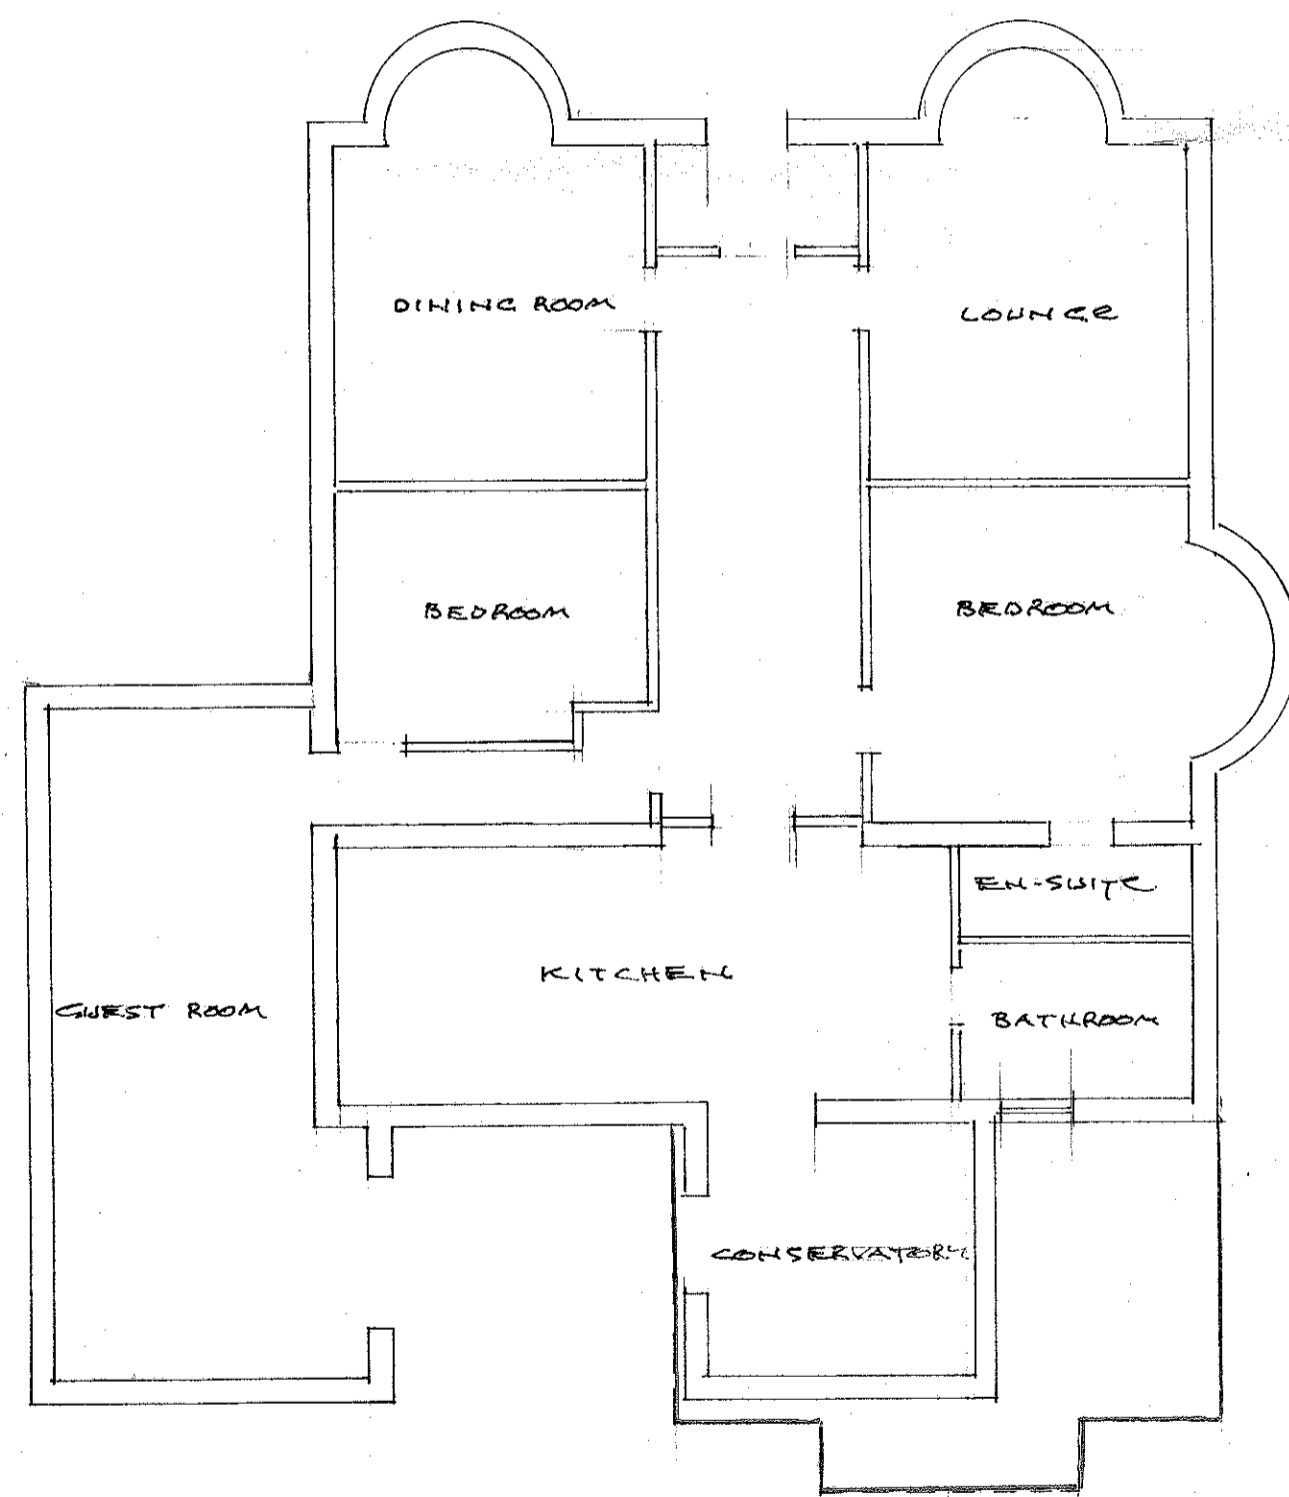 DINING ROOM
LOUNGE
BEDROOM
BEDROOM
EN-SUITE
KITCHEN
GUEST ROOM
BATHROOM
CONSERVATORY